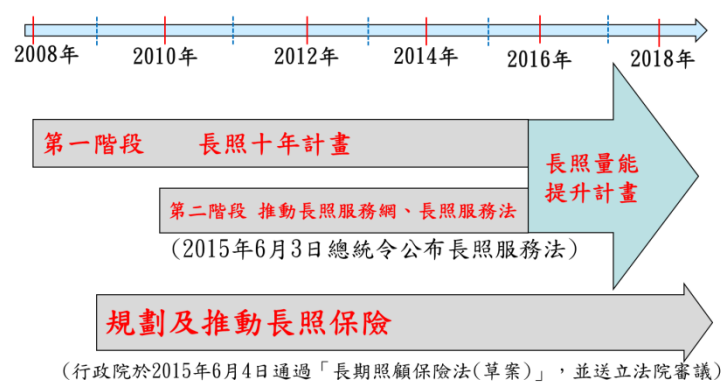 2008年 2010年 2012年 2014年 2016年 2018年
第一階段 長照十年計畫
長照量能
提升計畫
第二階段 推動長照服務網、長照服務法
(2015年6月3日總統令公布長照服務法)
規劃及推動長照保險
(行政院於2015年6月4日通過「長期照顧保險法(草案)」，並送立法院審議)